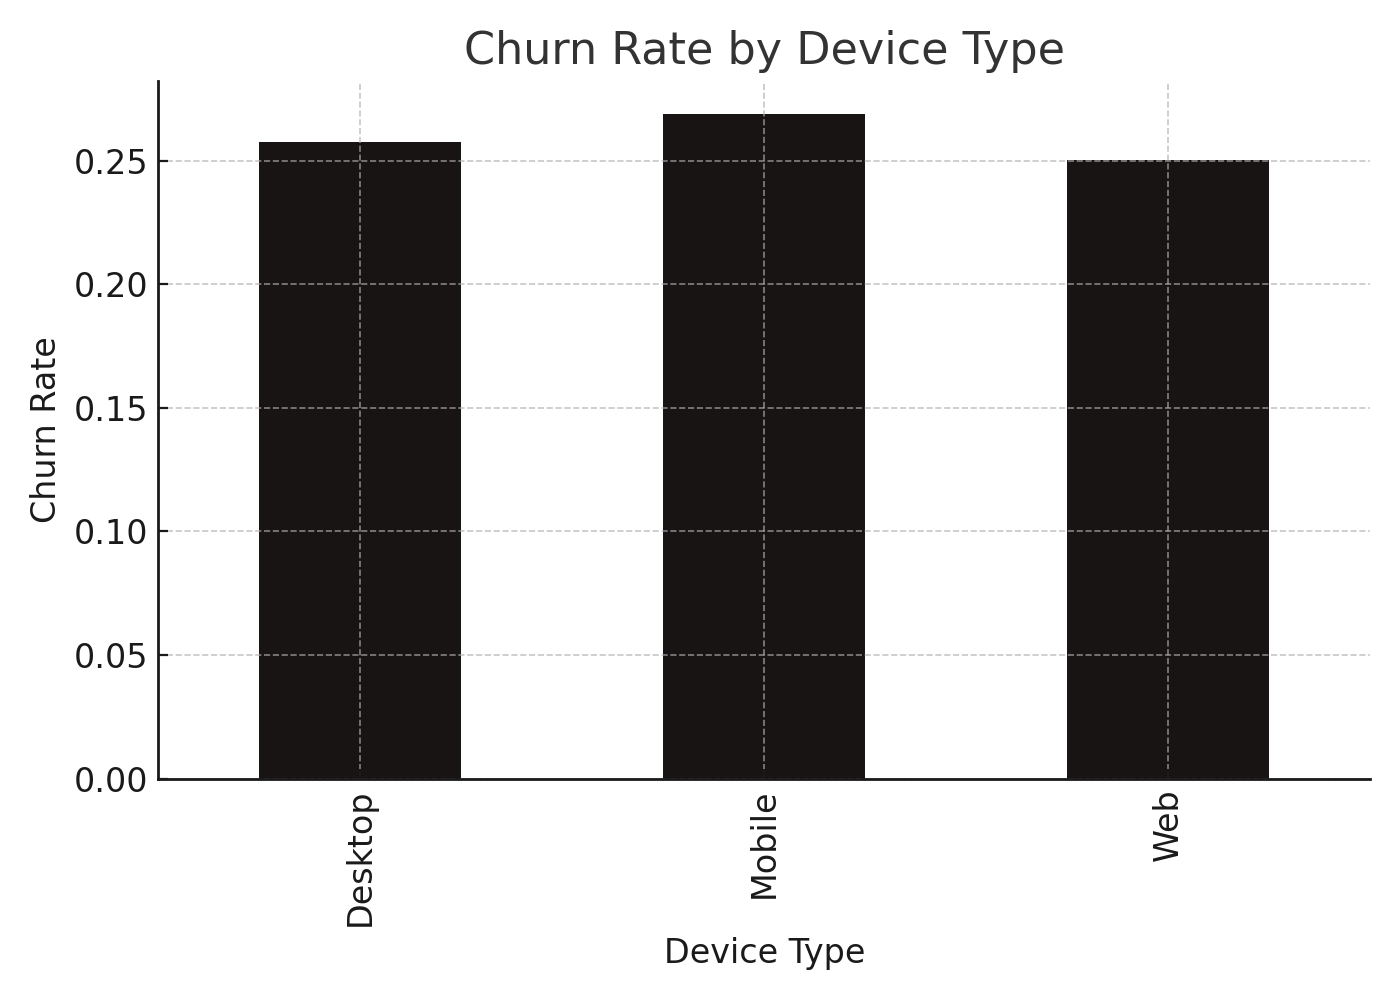 Churn Rate by Device Type
Churn Rate
0.25
0.20
0.15
0.10
0.05
0.00
Desktop
Mobile
Web
Device Type